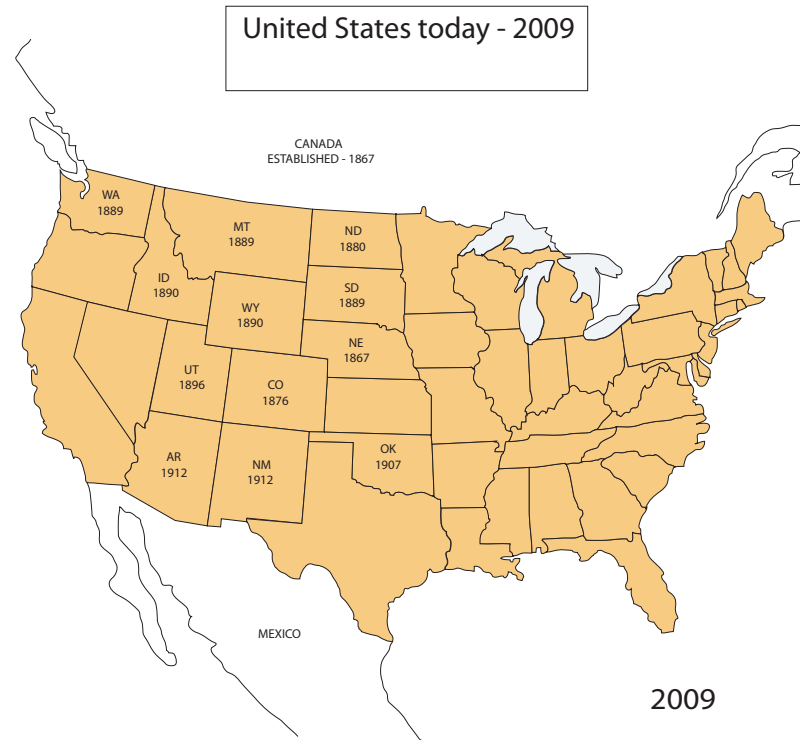 United States today - 2009
CANADA
ESTABLISHED - 1867
WA
1889
MT
1889
ND
1880
ID
1890
SD
1889
WY
1890
NE
1867
UT
1896
CO
1876
OK
1907
AR
1912
NM
1912
MEXICO
2009